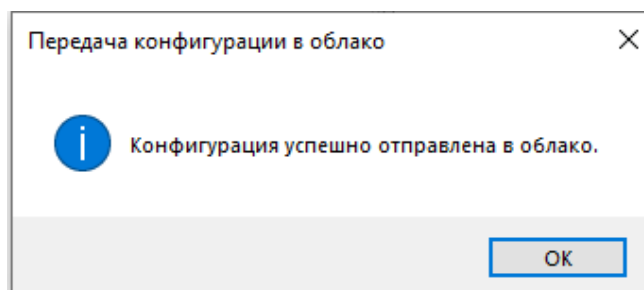 Передача конфигурации в облако
Конфигурация успешно отправлена в облако.
OK